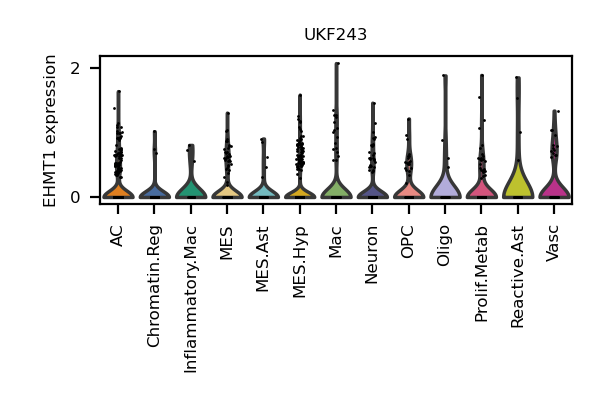 UKF243
EHMT1 expression
2
0
AC
Chromatin.Reg
Inflammatory.Mac
MES
MES.Ast
MES.Hyp
Mac
Neuron
OPC
Oligo
Prolif.Metab
Reactive.Ast
Vasc